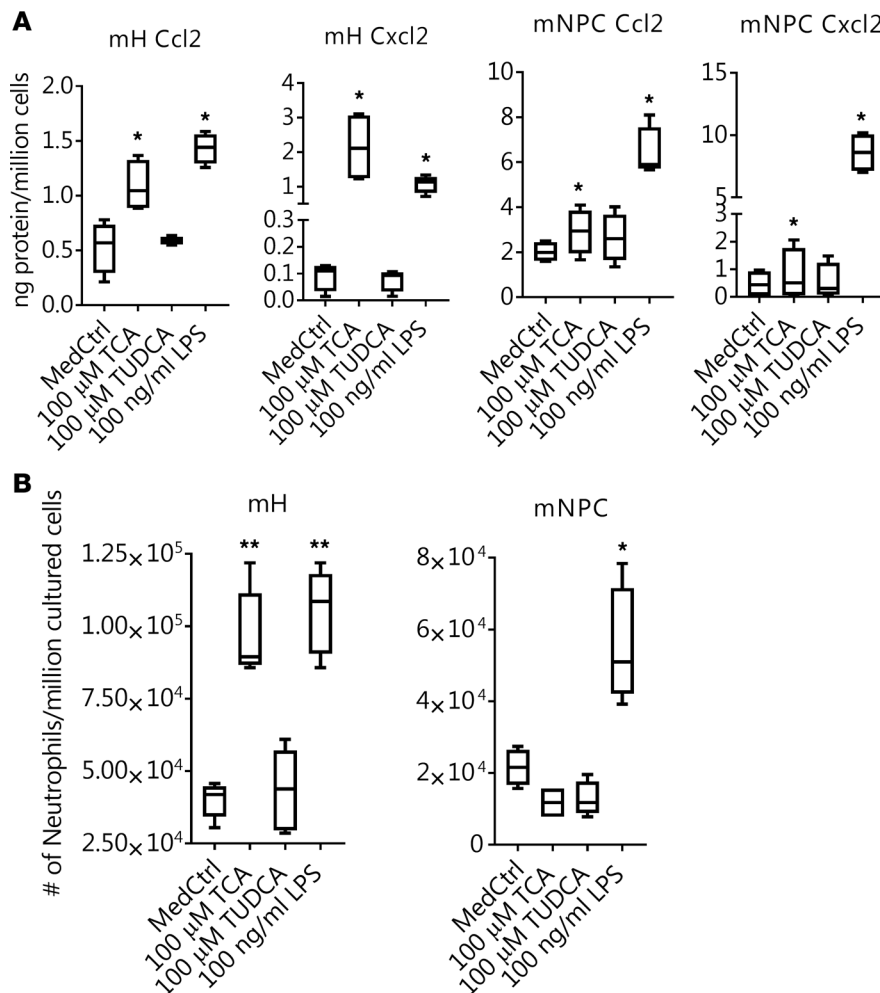 A
mH Ccl2
mH Cxcl2
mNPC Ccl2
mNPC Cxcl2
ng protein/million cells
2.0
1.5
1.0
0.5
0.0
*
*
MedCtrl
100 µM TCA
100 µM TUDCA
100 ng/ml LPS
4
3
2
1
0.3
0.2
0.1
0.0
*
*
MedCtrl
100 µM TCA
100 µM TUDCA
100 ng/ml LPS
10
8
6
4
2
0
*
*
MedCtrl
100 µM TCA
100 µM TUDCA
100 ng/ml LPS
15
10
5
3
2
1
0
*
*
MedCtrl
100 µM TCA
100 µM TUDCA
100 ng/ml LPS
B
mH
mNPC
# of Neutrophils/million cultured cells
1.25×10⁵
1.00×10⁵
7.50×10⁴
5.00×10⁴
2.50×10⁴
**
**
MedCtrl
100 µM TCA
100 µM TUDCA
100 ng/ml LPS
8×10⁴
6×10⁴
4×10⁴
2×10⁴
0
*
MedCtrl
100 µM TCA
100 µM TUDCA
100 ng/ml LPS